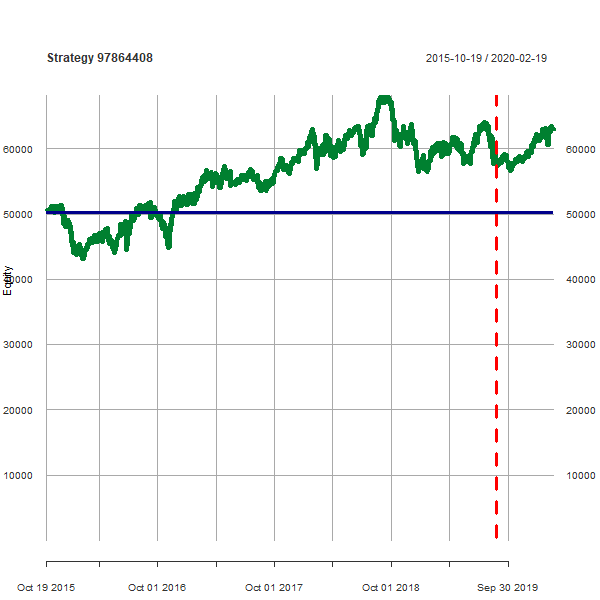 Strategy 97864408
2015-10-19 / 2020-02-19
60000
60000
50000
50000
Equity
40000
40000
30000
30000
20000
20000
10000
10000
Oct 19 2015
Oct 01 2016
Oct 01 2017
Oct 01 2018
Sep 30 2019